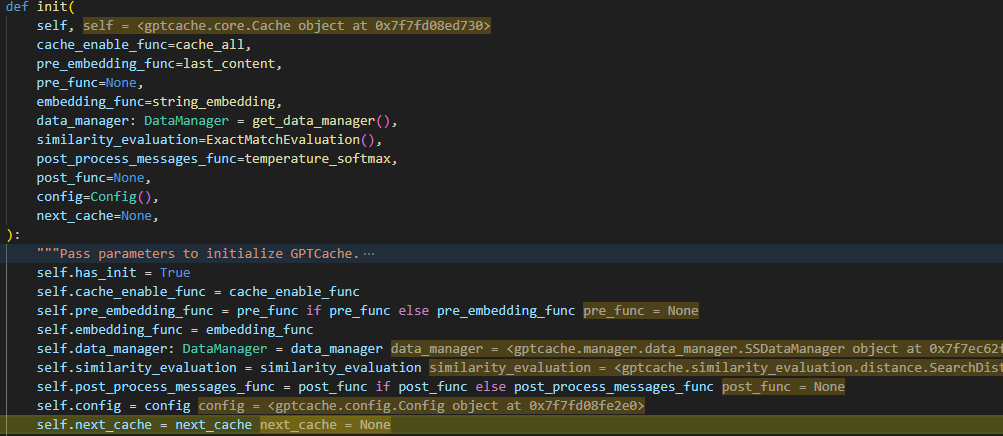 def init(
    self, self = <gptcache.core.Cache object at 0x7f7fd08ed730>
    cache_enable_func=cache_all,
    pre_embedding_func=last_content,
    pre_func=None,
    embedding_func=string_embedding,
    data_manager: DataManager = get_data_manager(),
    similarity_evaluation=ExactMatchEvaluation(),
    post_process_messages_func=temperature_softmax,
    post_func=None,
    config=Config(),
    next_cache=None,
):
    """Pass parameters to initialize GPTCache. ⋯
    self.has_init = True
    self.cache_enable_func = cache_enable_func
    self.pre_embedding_func = pre_func if pre_func else pre_embedding_func pre_func = None
    self.embedding_func = embedding_func
    self.data_manager: DataManager = data_manager data_manager = <gptcache.manager.data_manager.SSDataManager object at 0x7f7ec62f
    self.similarity_evaluation = similarity_evaluation similarity_evaluation = <gptcache.similarity_evaluation.distance.SearchDist
    self.post_process_messages_func = post_func if post_func else post_process_messages_func post_func = None
    self.config = config config = <gptcache.config.Config object at 0x7f7fd08fe2e0>
    self.next_cache = next_cache next_cache = None